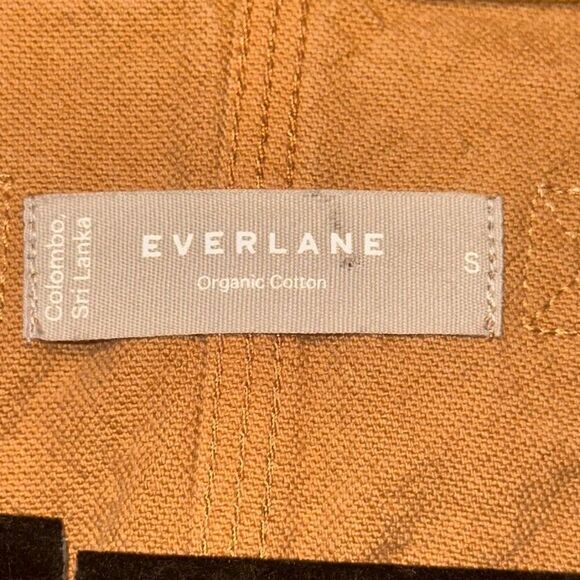 Colombo,
Sri Lanka
EVERLANE
Organic Cotton
S